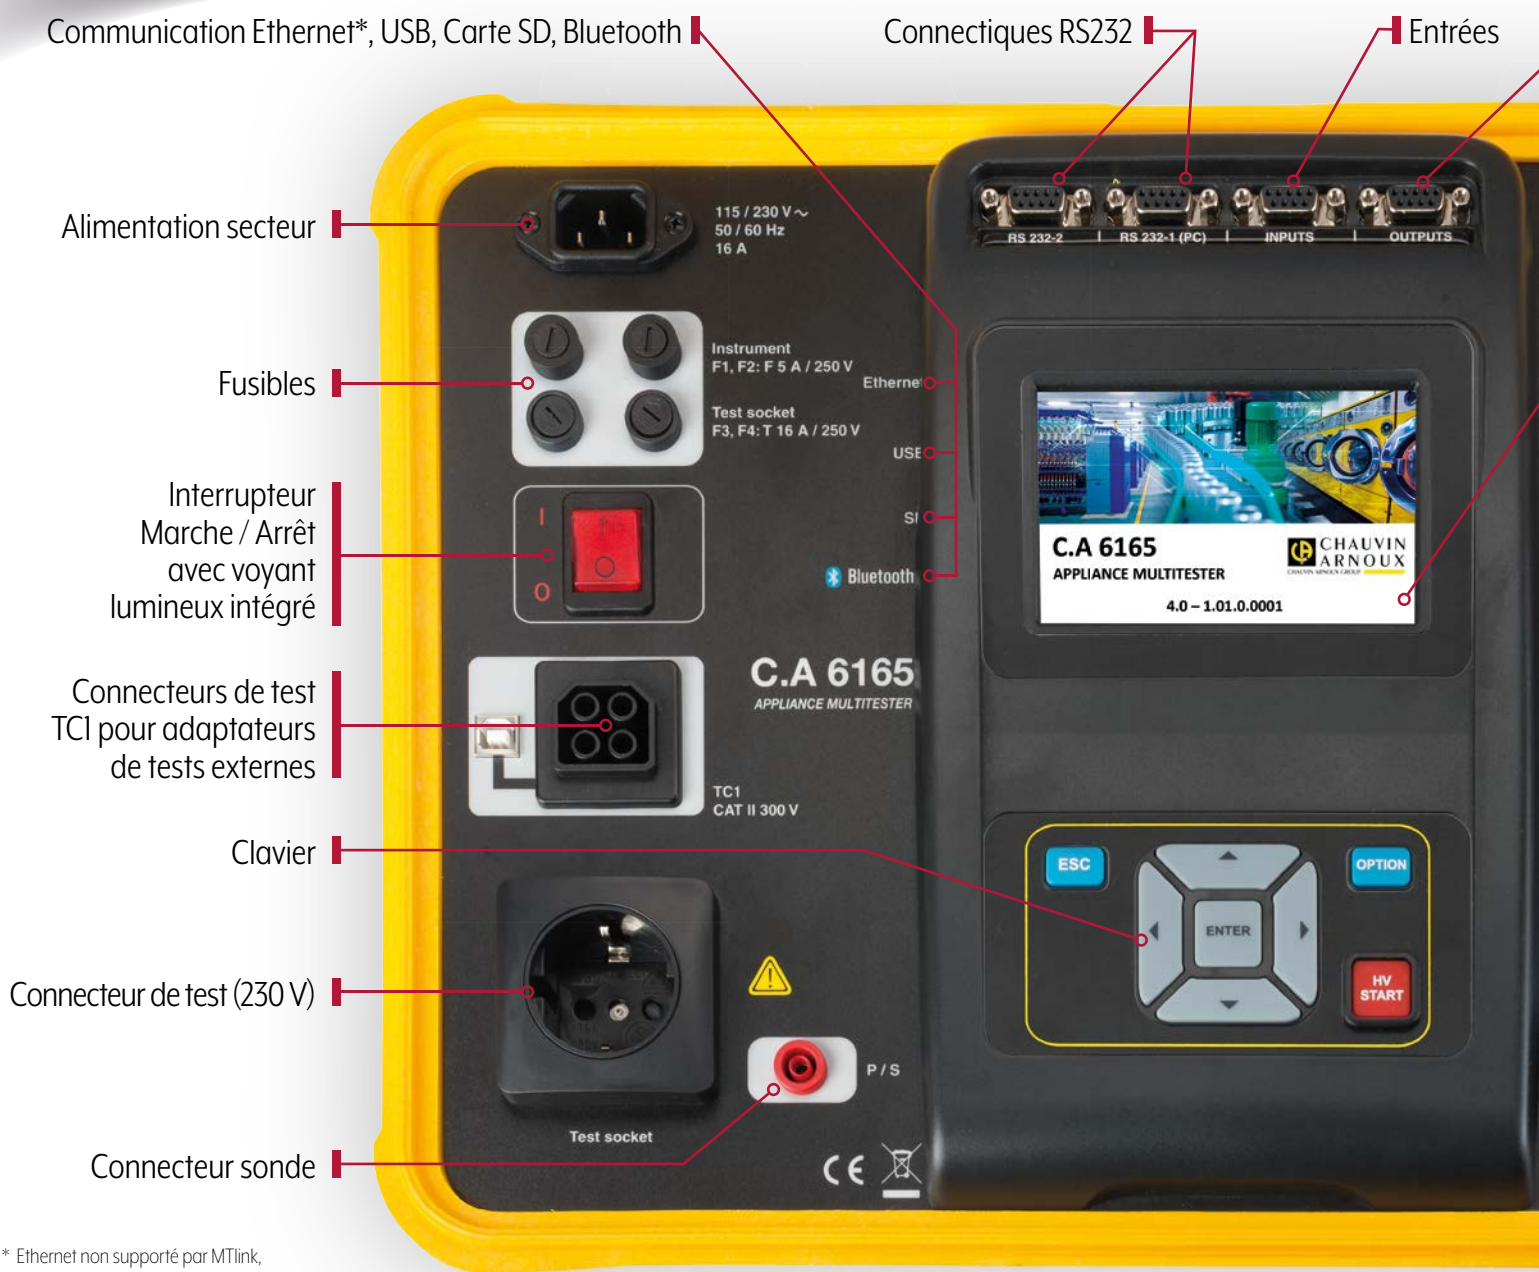 Communication Ethernet*, USB, Carte SD, Bluetooth
Connectiques RS232
Entrées
Alimentation secteur
115 / 230 V ~
50 / 60 Hz
16 A
RS 232-2
RS 232-1 (PC)
INPUTS
OUTPUTS
Fusibles
Instrument
F1, F2: F 5 A / 250 V
Test socket
F3, F4: T 16 A / 250 V
Ethernet
USB
Bluetooth
Interrupteur
Marche / Arrêt
avec voyant
lumineux intégré
I
O
C.A 6165
APPLIANCE MULTITESTER
CHAUVIN
ARNOUX
CHAUVIN ARNOUX GROUP
4.0 – 1.01.0.0001
C.A 6165
APPLIANCE MULTITESTER
Connecteurs de test
TC1 pour adaptateurs
de tests externes
TC1
CAT II 300 V
Clavier
ESC
OPTION
ENTER
HV
START
Connecteur de test (230 V)
P / S
Test socket
Connecteur sonde
CE
* Ethernet non supporté par MTlink,